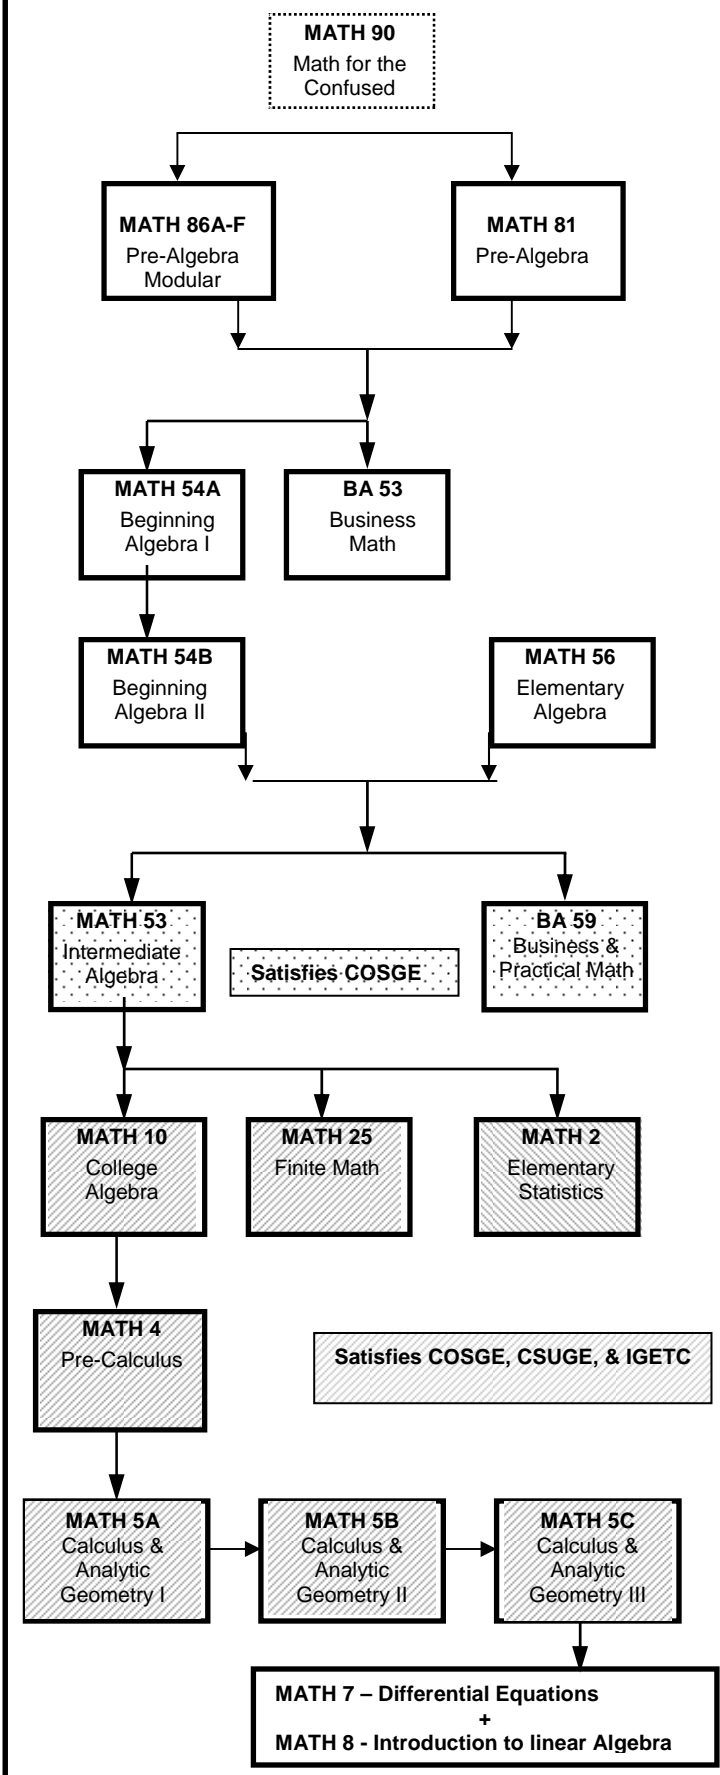 MATH 90
Math for the
Confused
MATH 86A-F
Pre-Algebra
Modular
MATH 81
Pre-Algebra
MATH 54A
Beginning
Algebra I
BA 53
Business
Math
MATH 54B
Beginning
Algebra II
MATH 56
Elementary
Algebra
MATH 53
Intermediate
Algebra
Satisfies COSGE
BA 59
Business &
Practical Math
MATH 10
College
Algebra
MATH 25
Finite Math
MATH 2
Elementary
Statistics
MATH 4
Pre-Calculus
Satisfies COSGE, CSUGE, & IGETC
MATH 5A
Calculus &
Analytic
Geometry I
MATH 5B
Calculus &
Analytic
Geometry II
MATH 5C
Calculus &
Analytic
Geometry III
MATH 7 – Differential Equations
+
MATH 8 - Introduction to linear Algebra